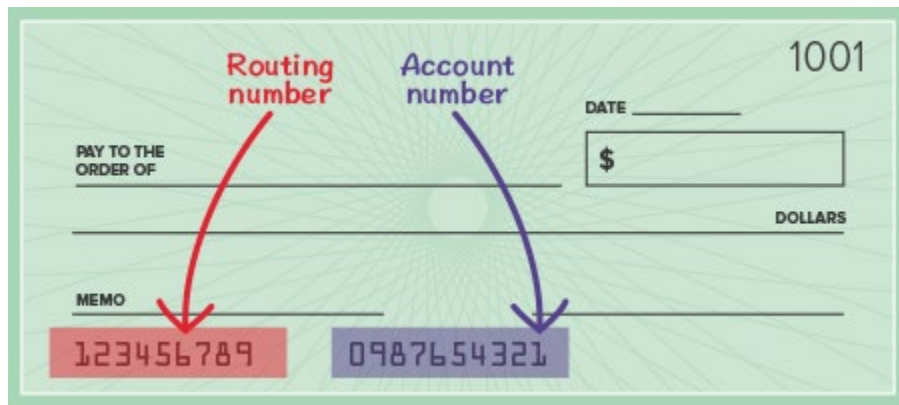 1001
Routing
number
Account
number
DATE
PAY TO THE
ORDER OF
$
DOLLARS
MEMO
123456789
0987654321